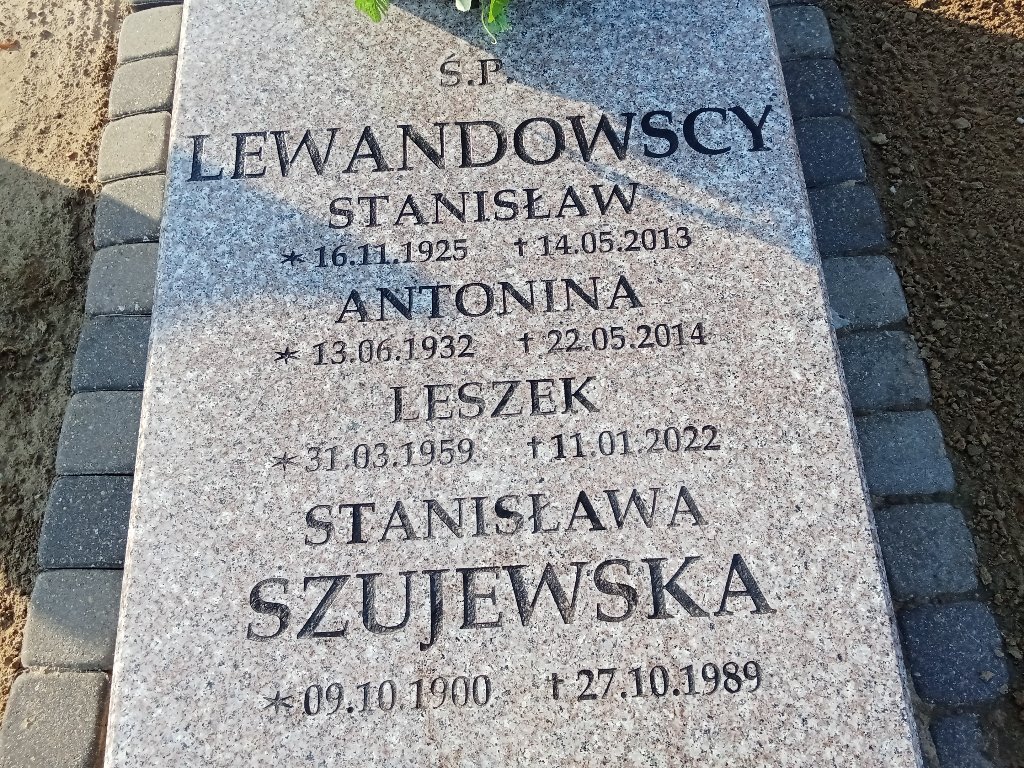 Ś.P.
LEWANDOWSCY
STANISŁAW
* 16.11.1925 † 14.05.2013
ANTONINA
* 13.06.1932 † 22.05.2014
LESZEK
* 31.03.1959 † 11.01.2022
STANISŁAWA
SZUJEWSKA
* 09.10 1900 † 27.10.1989